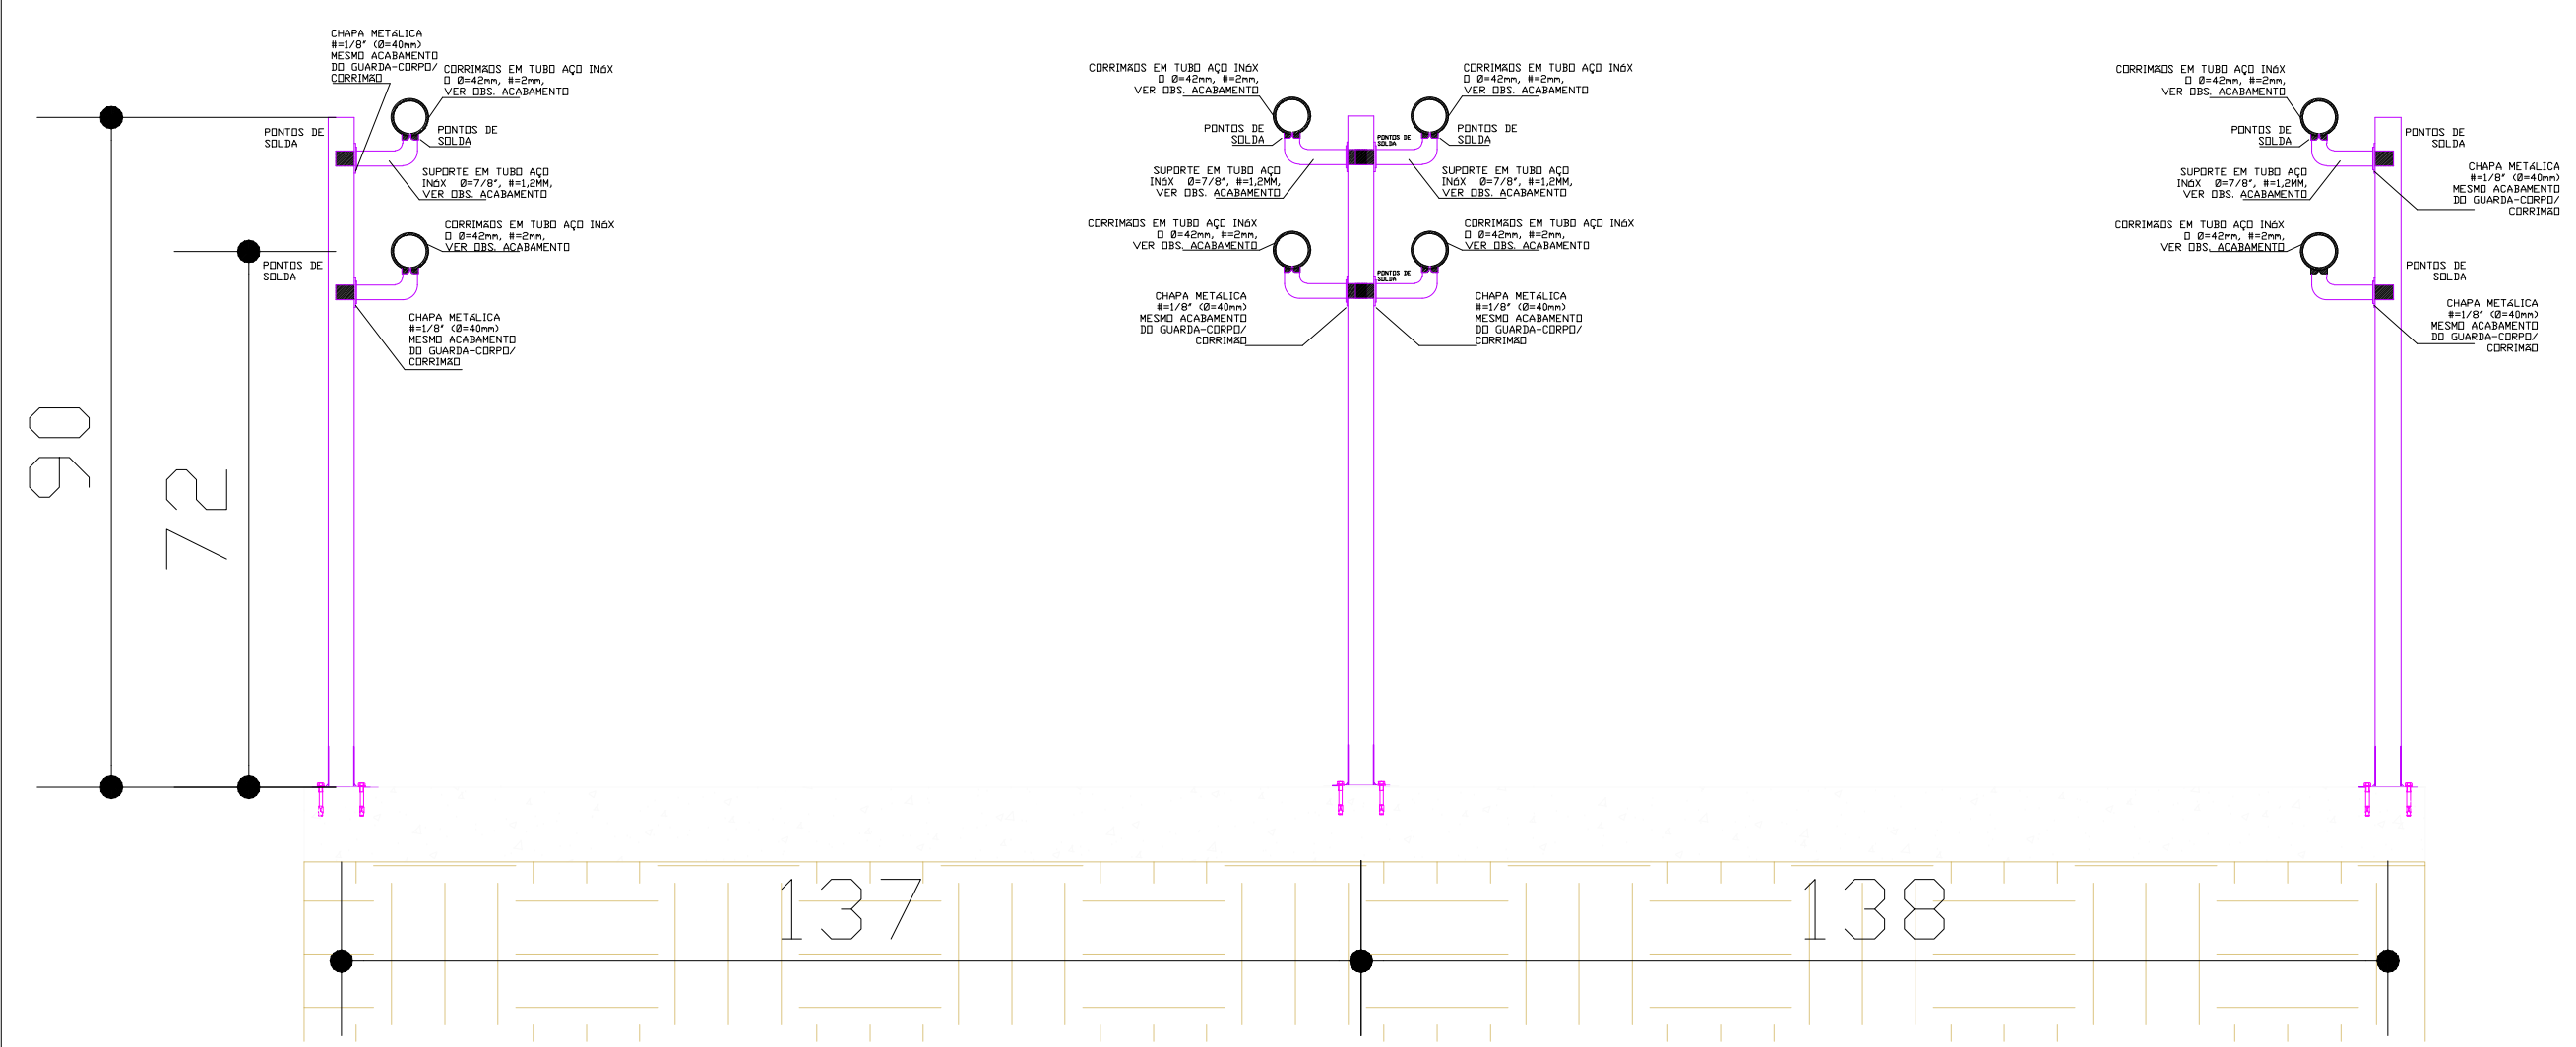 CHAPA METáLICA
#=1/8" (Ø=40mm)
MESMO ACABAMENTO
DO GUARDA-CORPO/
CORRIMÃO
CORRIMÃOS EM TUBO AÇO INóX
O Ø=42mm, #=2mm,
VER OBS. ACABAMENTO
PONTOS DE
SOLDA
PONTOS DE
SOLDA
SUPORTE EM TUBO AÇO
INóX Ø=7/8", #=1,2MM,
VER OBS. ACABAMENTO
CORRIMÃOS EM TUBO AÇO INóX
O Ø=42mm, #=2mm,
VER OBS. ACABAMENTO
PONTOS DE
SOLDA
CHAPA METáLICA
#=1/8" (Ø=40mm)
MESMO ACABAMENTO
DO GUARDA-CORPO/
CORRIMÃO
90
72
CORRIMÃOS EM TUBO AÇO INóX
O Ø=42mm, #=2mm,
VER OBS. ACABAMENTO
PONTOS DE
SOLDA
SUPORTE EM TUBO AÇO
INóX Ø=7/8", #=1,2MM,
VER OBS. ACABAMENTO
CORRIMÃOS EM TUBO AÇO INóX
O Ø=42mm, #=2mm,
VER OBS. ACABAMENTO
CHAPA METáLICA
#=1/8" (Ø=40mm)
MESMO ACABAMENTO
DO GUARDA-CORPO/
CORRIMÃO
PONTOS DE
SOLDA
PONTOS DE
SOLDA
CORRIMÃOS EM TUBO AÇO INóX
O Ø=42mm, #=2mm,
VER OBS. ACABAMENTO
PONTOS DE
SOLDA
SUPORTE EM TUBO AÇO
INóX Ø=7/8", #=1,2MM,
VER OBS. ACABAMENTO
CORRIMÃOS EM TUBO AÇO INóX
O Ø=42mm, #=2mm,
VER OBS. ACABAMENTO
CHAPA METáLICA
#=1/8" (Ø=40mm)
MESMO ACABAMENTO
DO GUARDA-CORPO/
CORRIMÃO
CORRIMÃOS EM TUBO AÇO INóX
O Ø=42mm, #=2mm,
VER OBS. ACABAMENTO
PONTOS DE
SOLDA
SUPORTE EM TUBO AÇO
INóX Ø=7/8", #=1,2MM,
VER OBS. ACABAMENTO
CORRIMÃOS EM TUBO AÇO INóX
O Ø=42mm, #=2mm,
VER OBS. ACABAMENTO
PONTOS DE
SOLDA
CHAPA METáLICA
#=1/8" (Ø=40mm)
MESMO ACABAMENTO
DO GUARDA-CORPO/
CORRIMÃO
PONTOS DE
SOLDA
CHAPA METáLICA
#=1/8" (Ø=40mm)
MESMO ACABAMENTO
DO GUARDA-CORPO/
CORRIMÃO
137
138